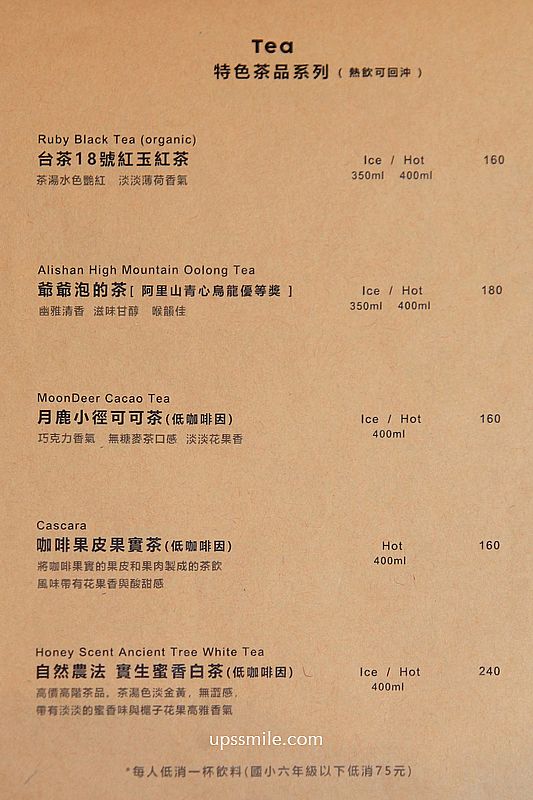 Tea
特色茶品系列 ( 熱飲可回沖 )
Ruby Black Tea (organic)
台茶18號紅玉紅茶 Ice / Hot 160
茶湯水色艷紅 淡淡薄荷香氣 350ml 400ml
Alishan High Mountain Oolong Tea
爺爺泡的茶[ 阿里山青心烏龍優等獎 ] Ice / Hot 180
幽雅清香 滋味甘醇 喉韻佳 350ml 400ml
MoonDeer Cacao Tea
月鹿小徑可可茶(低咖啡因) Ice / Hot 160
巧克力香氣 無糖麥茶口感 淡淡花果香 400ml
Cascara
咖啡果皮果實茶(低咖啡因) Hot 160
將咖啡果實的果皮和果肉製成的茶飲 400ml
風味帶有花果香與酸甜感
Honey Scent Ancient Tree White Tea
自然農法 實生蜜香白茶(低咖啡因) Ice / Hot 240
高價高階茶品，茶湯色淡金黃，無澀感， 400ml
帶有淡淡的蜜香味與梔子花果高雅香氣
upssmile.com
*每人低消一杯飲料(國小六年級以下低消75元)